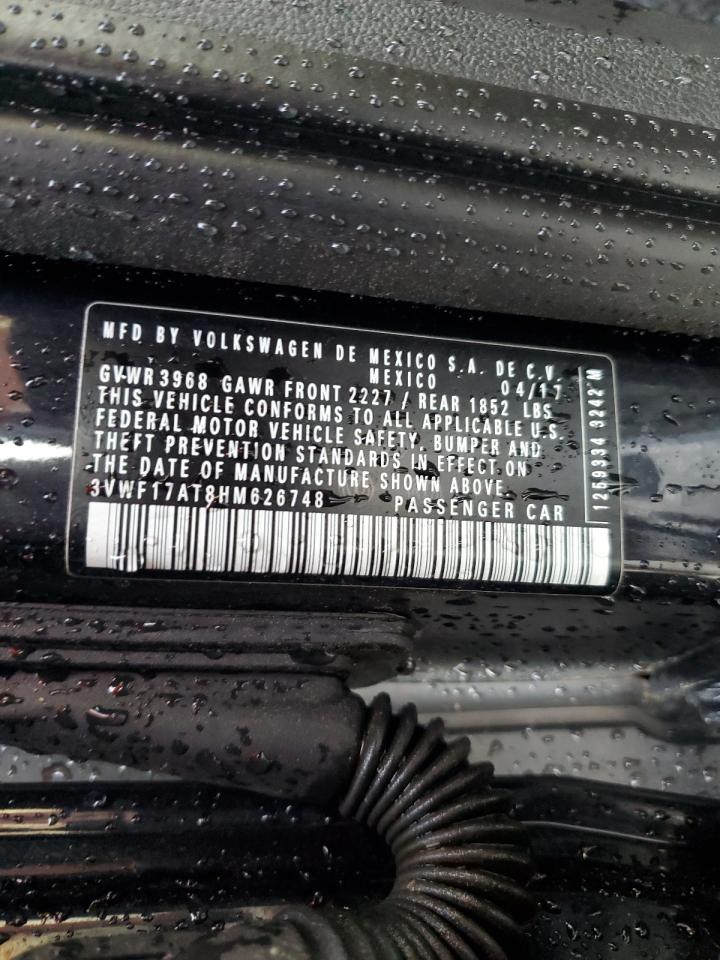 MFD BY VOLKSWAGEN DE MEXICO S.A. DE C.V.
MEXICO 04/17
GVWR 3968 GAWR FRONT 2227 / REAR 1852 LBS
THIS VEHICLE CONFORMS TO ALL APPLICABLE U.S.
FEDERAL MOTOR VEHICLE SAFETY, BUMPER AND
THEFT PREVENTION STANDARDS IN EFFECT ON
THE DATE OF MANUFACTURE SHOWN ABOVE.
3VWF17AT8HM626748 PASSENGER CAR
1259334 3242 M